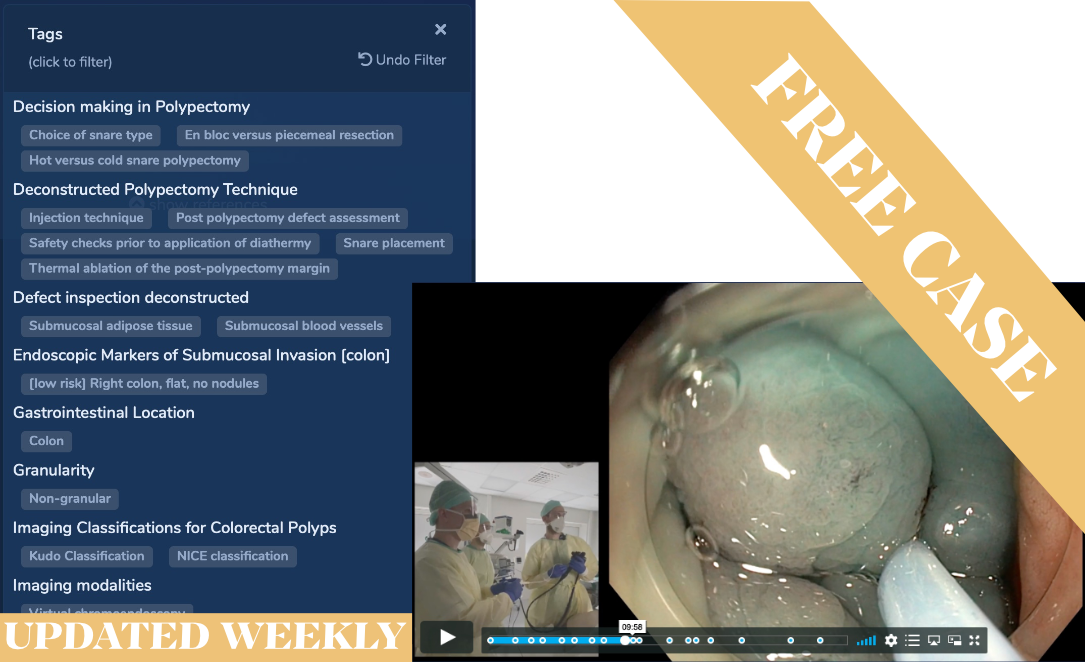 Tags
(click to filter)
Undo Filter
Decision making in Polypectomy
Choice of snare type
En bloc versus piecemeal resection
Hot versus cold snare polypectomy
Deconstructed Polypectomy Technique
show references
Injection technique
Post polypectomy defect assessment
Safety checks prior to application of diathermy
Snare placement
Thermal ablation of the post-polypectomy margin
Defect inspection deconstructed
Submucosal adipose tissue
Submucosal blood vessels
Endoscopic Markers of Submucosal Invasion [colon]
[low risk] Right colon, flat, no nodules
Gastrointestinal Location
Colon
Granularity
Non-granular
Imaging Classifications for Colorectal Polyps
Kudo Classification
NICE classification
Imaging modalities
Virtual chromoendoscopy
UPDATED WEEKLY
FREE CASE
09:58